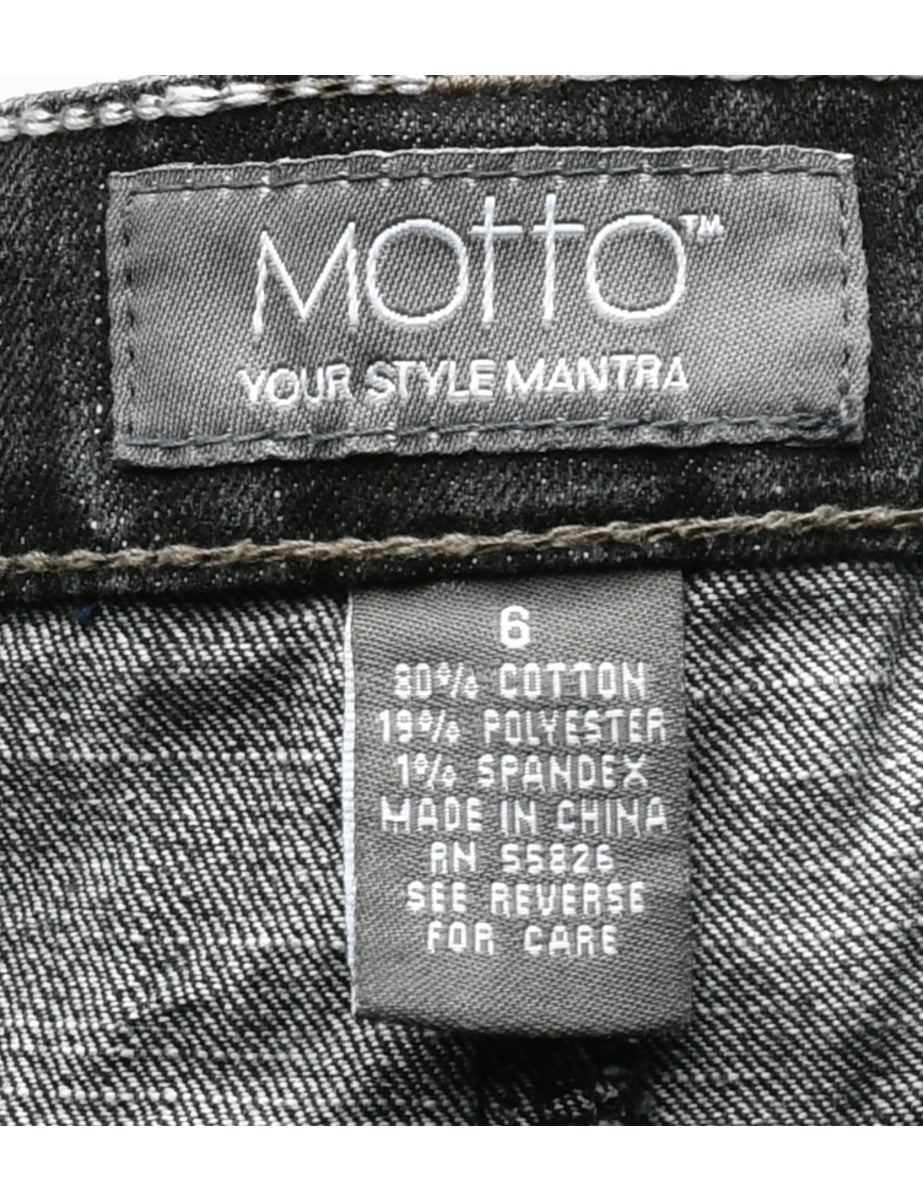 Motto™
YOUR STYLE MANTRA
6
80% COTTON
19% POLYESTER
1% SPANDEX
MADE IN CHINA
RN 55826
SEE REVERSE
FOR CARE